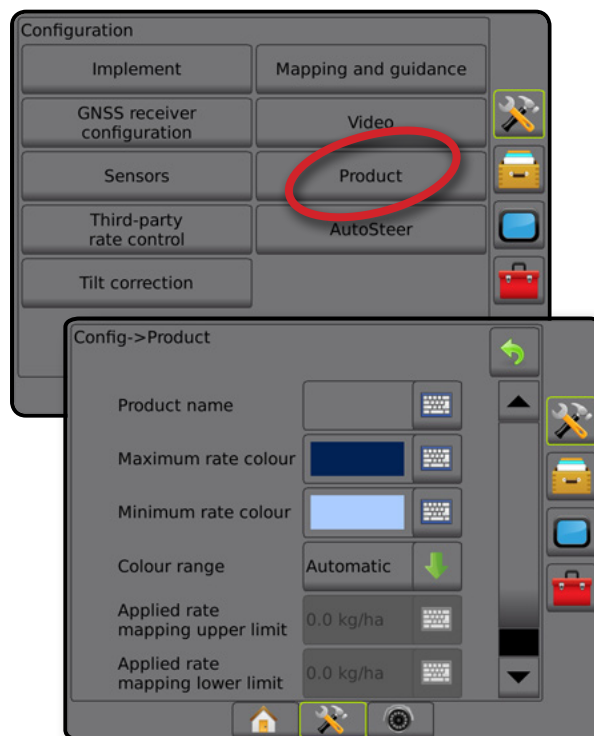 Configuration
Implement
Mapping and guidance
GNSS receiver
configuration
Video
Sensors
Product
Third-party
rate control
AutoSteer
Tilt correction
Config->Product
Product name
Maximum rate colour
Minimum rate colour
Colour range
Automatic
Applied rate
mapping upper limit
0.0 kg/ha
Applied rate
mapping lower limit
0.0 kg/ha